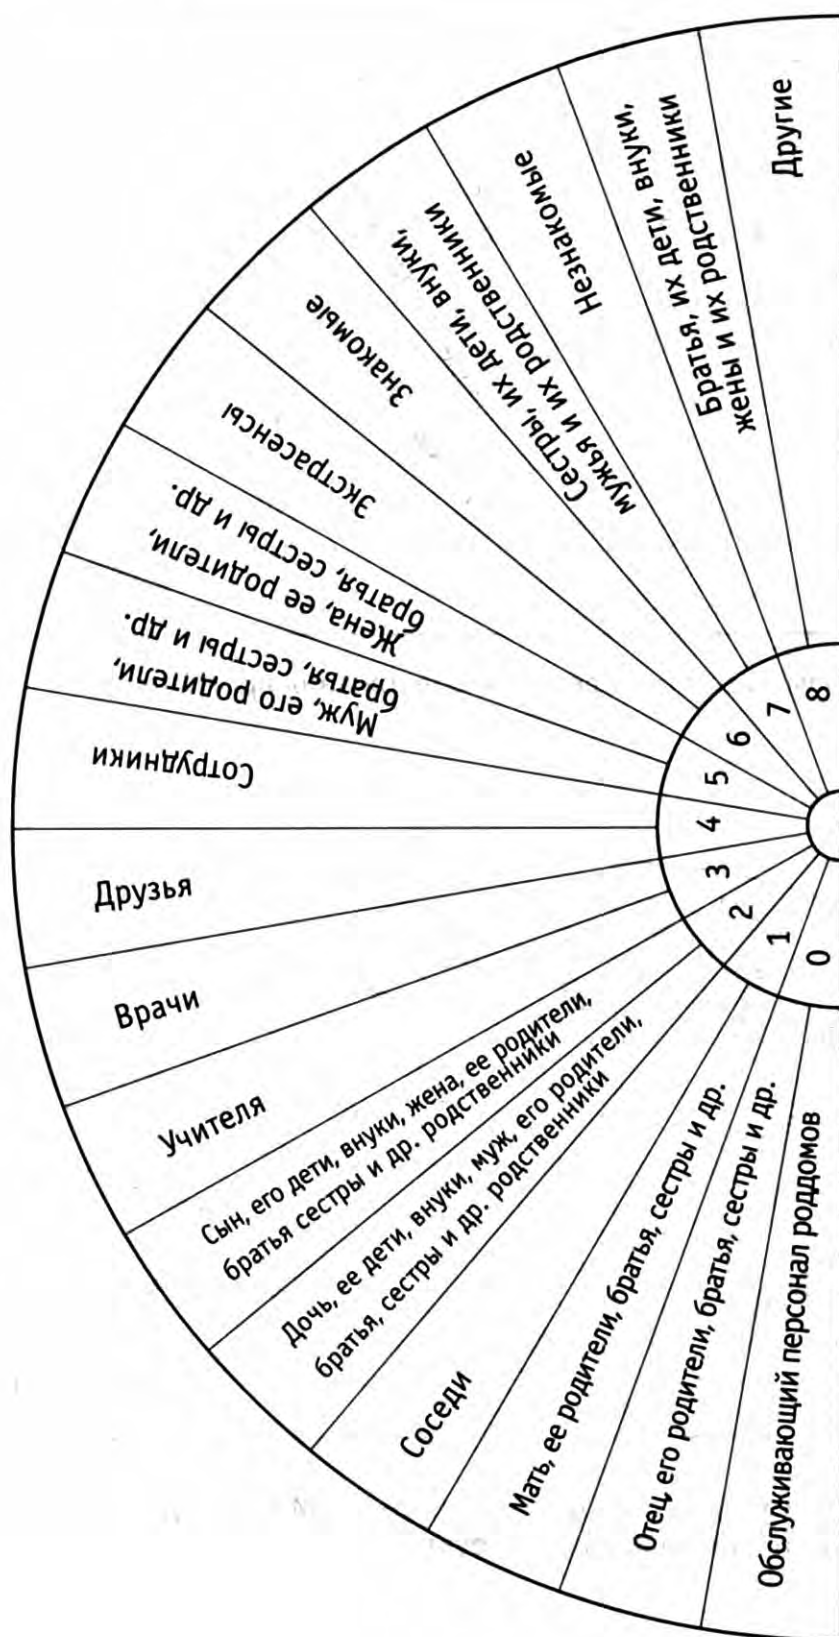 Обслуживающий персонал роддомов
Отец, его родители, братья, сестры и др.
Мать, ее родители, братья, сестры и др.
Соседи
Дочь, ее дети, внуки, муж, его родители,
братья, сестры и др. родственники
Сын, его дети, внуки, жена, ее родители,
братья сестры и др. родственники
Учителя
Врачи
Друзья
Сотрудники
Муж, его родители,
братья, сестры и др.
Жена, ее родители,
братья, сестры и др.
Экстрасенсы
Знакомые
Сестры, их дети, внуки,
мужья и их родственники
Незнакомые
Братья, их дети, внуки,
жены и их родственники
Другие
0
1
2
3
4
5
6
7
8